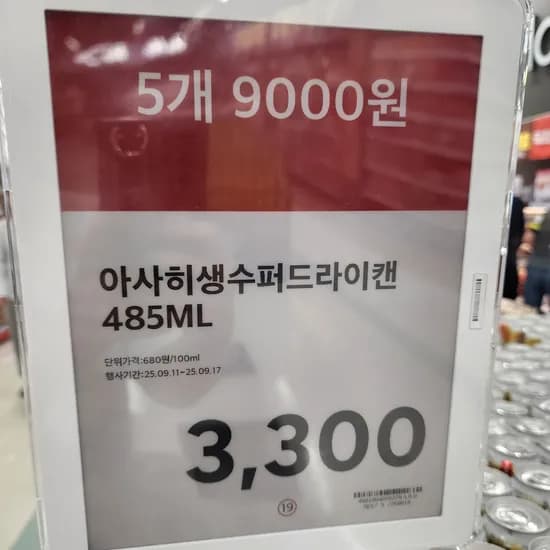 5개 9000원
아사히생수퍼드라이캔
485ML
단위가격:680원/100ml
행사기간:25.09.11~25.09.17
3,300
19